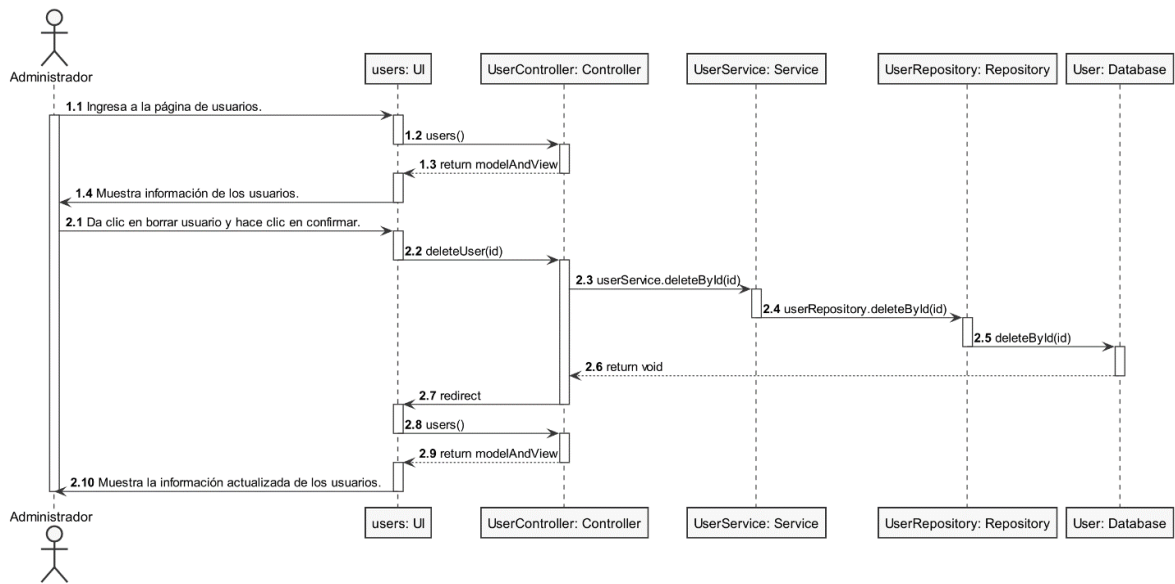 Administrador
users: UI
UserController: Controller
UserService: Service
UserRepository: Repository
User: Database
1.1 Ingresa a la página de usuarios.
1.2 users()
1.3 return modelAndView
1.4 Muestra información de los usuarios.
2.1 Da clic en borrar usuario y hace clic en confirmar.
2.2 deleteUser(id)
2.3 userService.deleteById(id)
2.4 userRepository.deleteById(id)
2.5 deleteById(id)
2.6 return void
2.7 redirect
2.8 users()
2.9 return modelAndView
2.10 Muestra la información actualizada de los usuarios.
Administrador
users: UI
UserController: Controller
UserService: Service
UserRepository: Repository
User: Database